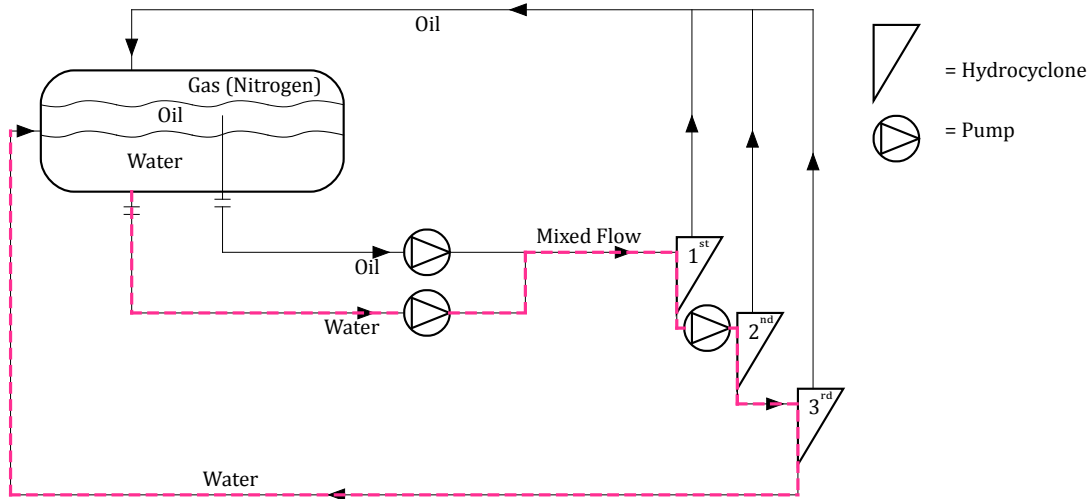 Oil
Gas (Nitrogen)
Oil
Water
= Hydrocyclone
= Pump
Mixed Flow
Oil
Water
1st
2nd
3rd
Water